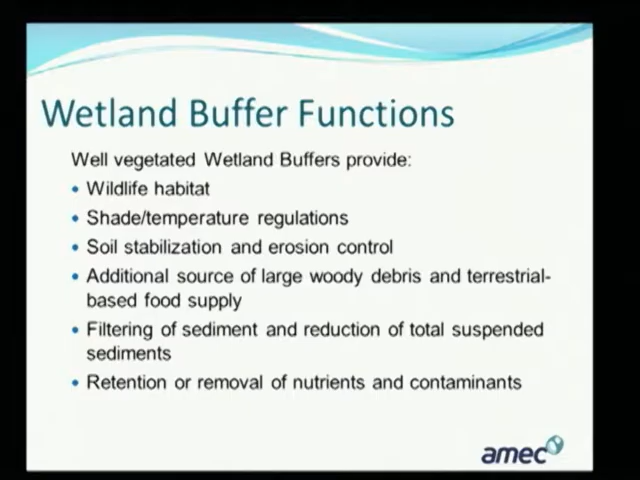 Wetland Buffer Functions
Well vegetated Wetland Buffers provide:
• Wildlife habitat
• Shade/temperature regulations
• Soil stabilization and erosion control
• Additional source of large woody debris and terrestrial-
based food supply
• Filtering of sediment and reduction of total suspended
sediments
• Retention or removal of nutrients and contaminants
amec